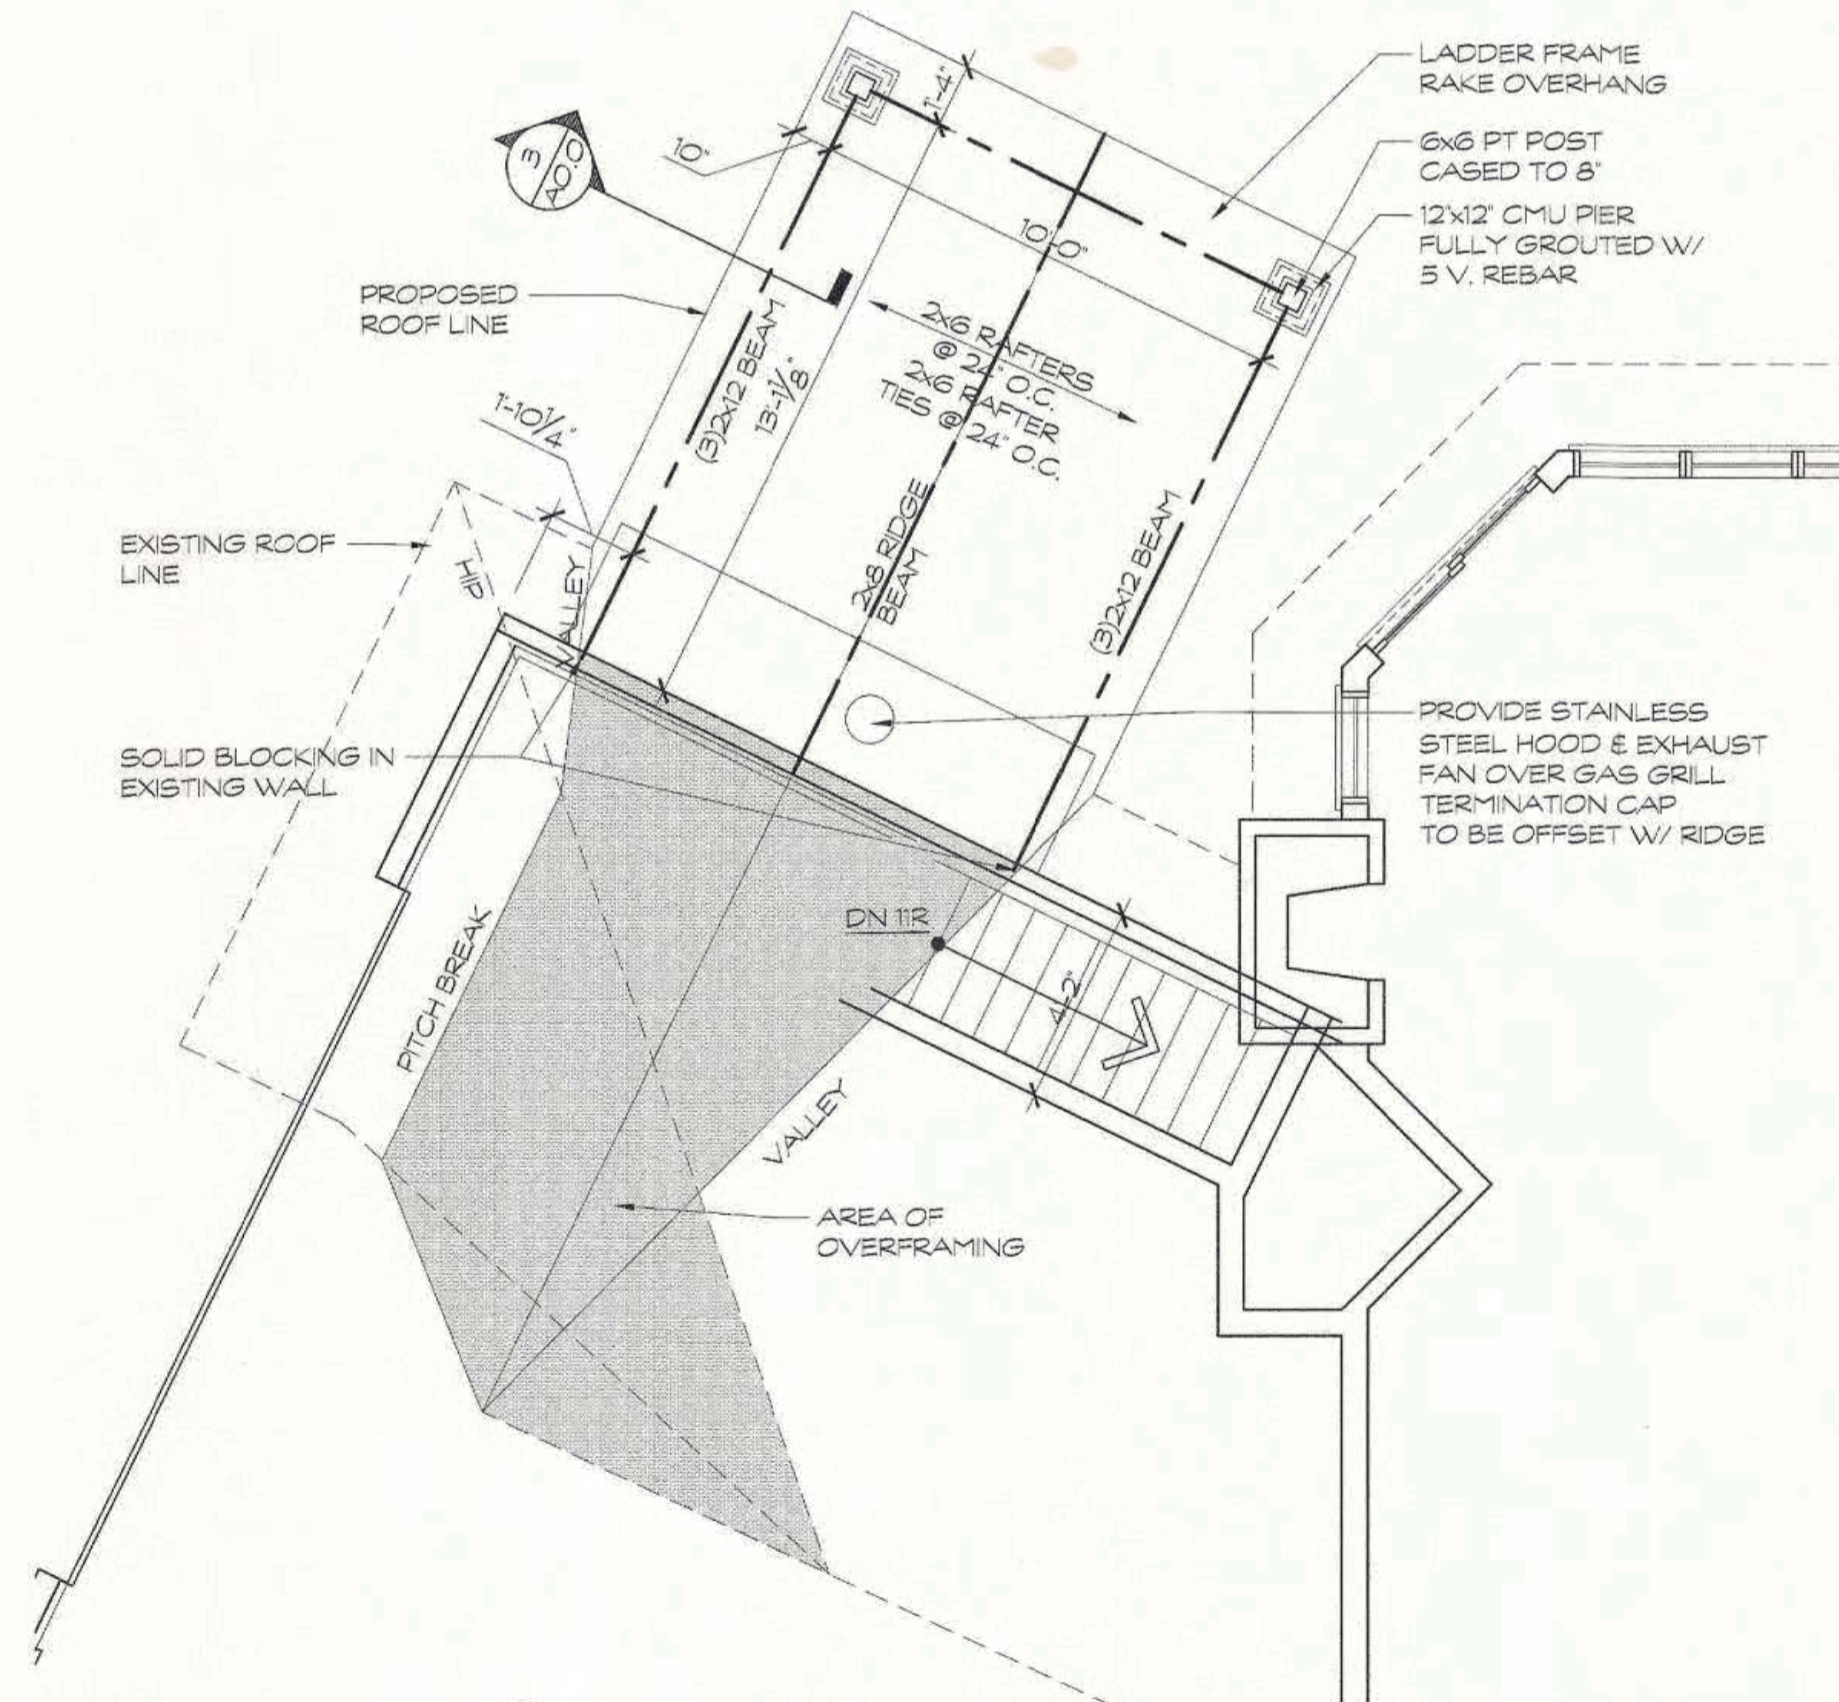 LADDER FRAME
RAKE OVERHANG
6x6 PT POST
CASED TO 8"
12"x12" CMU PIER
FULLY GROUTED W/
5 V. REBAR
1'-4"
10"
3
A0.0
10'-0"
PROPOSED
ROOF LINE
2x6 RAFTERS
@ 24" O.C.
2x6 RAFTER
TIES @ 24" O.C.
(3)2x12 BEAM
13'-1 1/8"
1'-10 1/4"
EXISTING ROOF
LINE
HIP
VALLEY
2x8 RIDGE
BEAM
(3)2x12 BEAM
PROVIDE STAINLESS
STEEL HOOD & EXHAUST
FAN OVER GAS GRILL
TERMINATION CAP
TO BE OFFSET W/ RIDGE
SOLID BLOCKING IN
EXISTING WALL
DN 11R
4'-2"
PITCH BREAK
VALLEY
AREA OF
OVERFRAMING